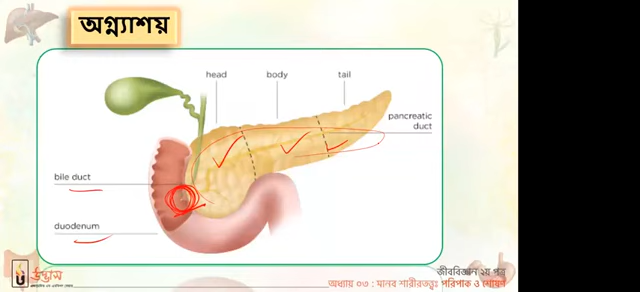 অগ্ন্যাশয়
head body tail
pancreatic
duct
bile duct
duodenum
উদ্ভাস
জীববিজ্ঞান ২য় পত্র
অধ্যায় ০৩ : মানব শারীরতত্ত্ব: পরিপাক ও শোষণ